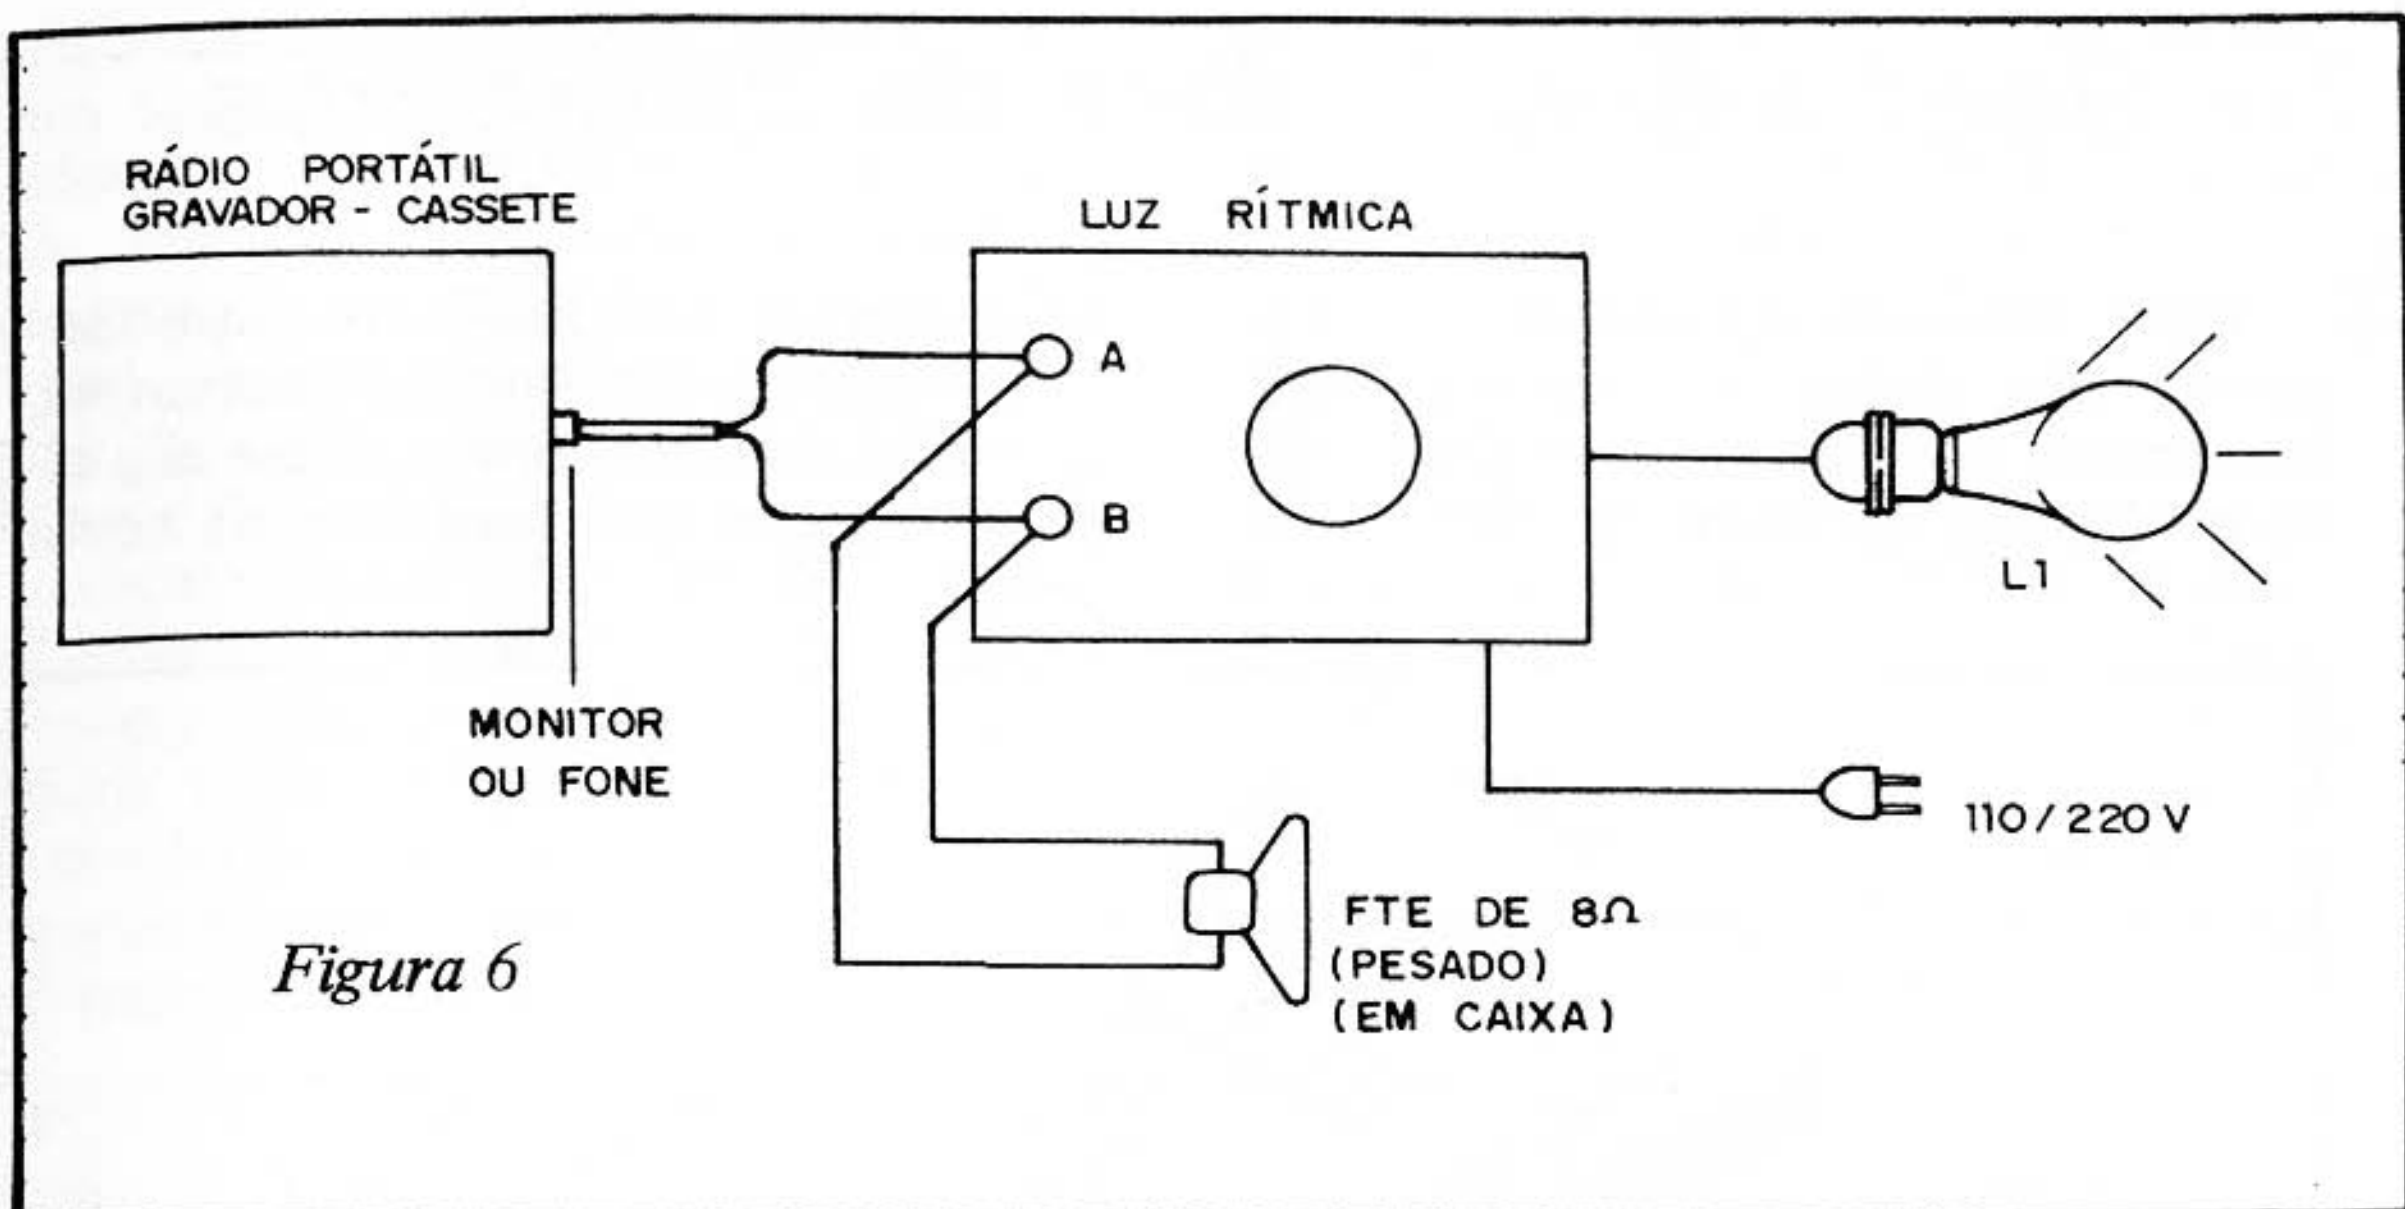 RÁDIO PORTÁTIL
GRAVADOR - CASSETE
LUZ RÍTMICA
A
B
L1
MONITOR
OU FONE
110/220 V
FTE DE 8Ω
(PESADO)
(EM CAIXA)
Figura 6